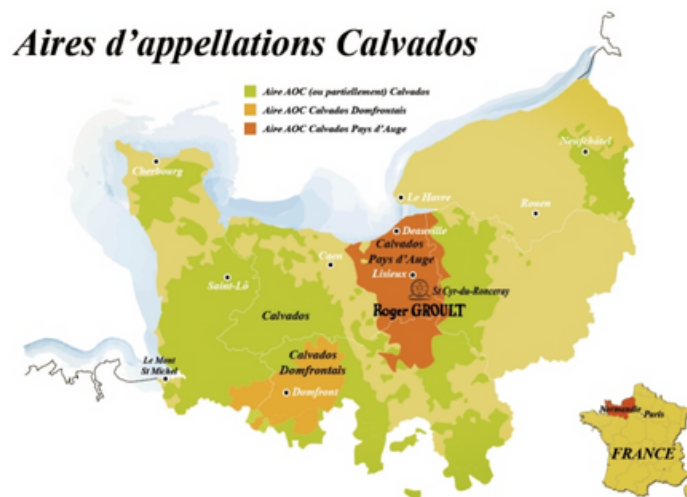 Aires d'appellations Calvados
Aire AOC (ou partiellement) Calvados
Aire AOC Calvados Domfrontais
Aire AOC Calvados Pays d'Auge
Neufchâtel
Cherbourg
Le Havre
Rouen
Deauville
Calvados
Pays d'Auge
Caen
Lisieux
Saint-Lô
St Cyr-du-Ronceray
Roger GROULT
Calvados
Calvados
Domfrontais
Le Mont
St Michel
Domfront
Normandie
Paris
FRANCE